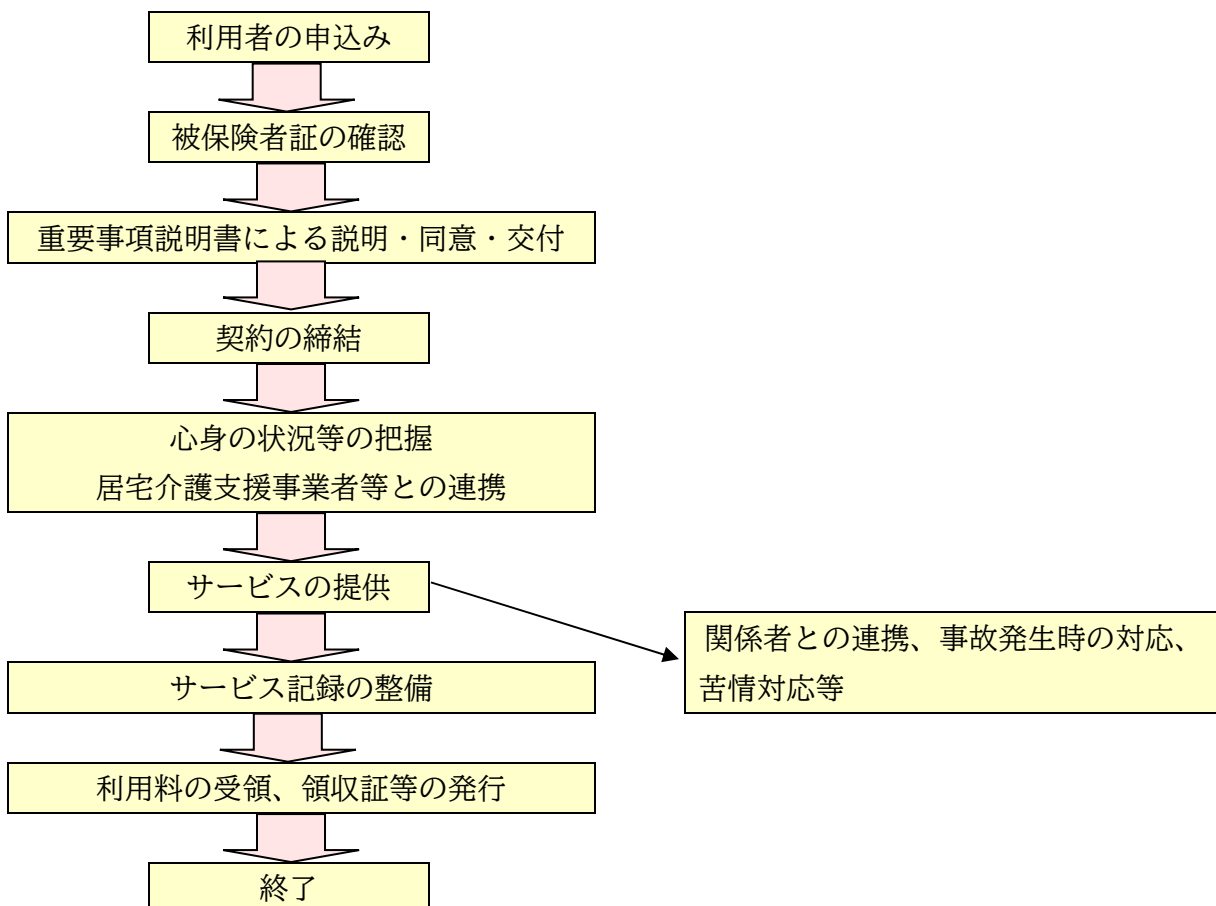 利用者の申込み
被保険者証の確認
重要事項説明書による説明・同意・交付
契約の締結
心身の状況等の把握
居宅介護支援事業者等との連携
サービスの提供
関係者との連携、事故発生時の対応、
苦情対応等
サービス記録の整備
利用料の受領、領収証等の発行
終了